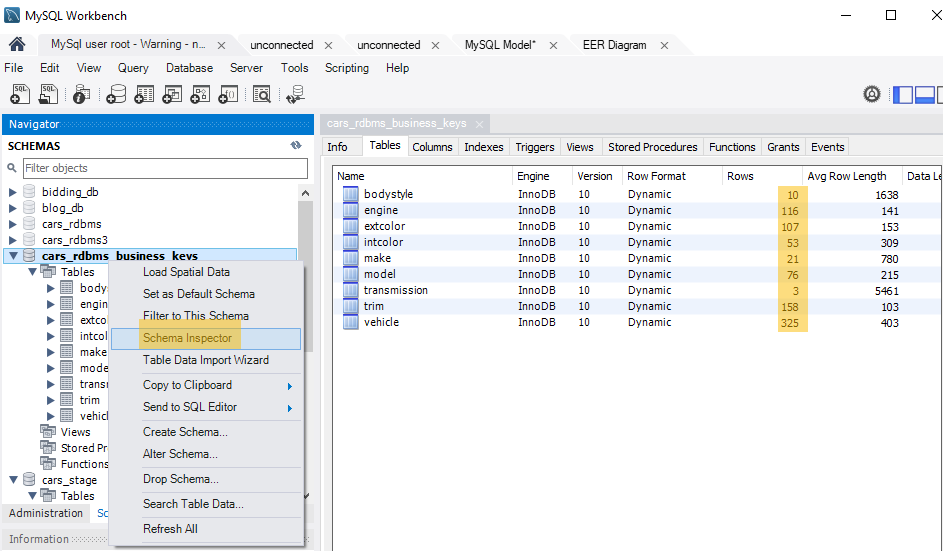 MySQL Workbench
MySql user root - Warning - n... unconnected unconnected MySQL Model* EER Diagram
File Edit View Query Database Server Tools Scripting Help
Navigator
SCHEMAS
Filter objects
bidding_db
blog_db
cars_rdbms
cars_rdbms3
cars_rdbms_business_keys
Tables
body
engin
extco
intcol
make
mode
transr
trim
vehicl
Views
Stored Pr
Functions
cars_stage
Tables
Administration Sc
Information
Load Spatial Data
Set as Default Schema
Filter to This Schema
Schema Inspector
Table Data Import Wizard
Copy to Clipboard
Send to SQL Editor
Create Schema...
Alter Schema...
Drop Schema...
Search Table Data...
Refresh All
cars_rdbms_business_keys
Info Tables Columns Indexes Triggers Views Stored Procedures Functions Grants Events
Name Engine Version Row Format Rows Avg Row Length Data Le
bodystyle InnoDB 10 Dynamic 10 1638
engine InnoDB 10 Dynamic 116 141
extcolor InnoDB 10 Dynamic 107 153
intcolor InnoDB 10 Dynamic 53 309
make InnoDB 10 Dynamic 21 780
model InnoDB 10 Dynamic 76 215
transmission InnoDB 10 Dynamic 3 5461
trim InnoDB 10 Dynamic 158 103
vehicle InnoDB 10 Dynamic 325 403